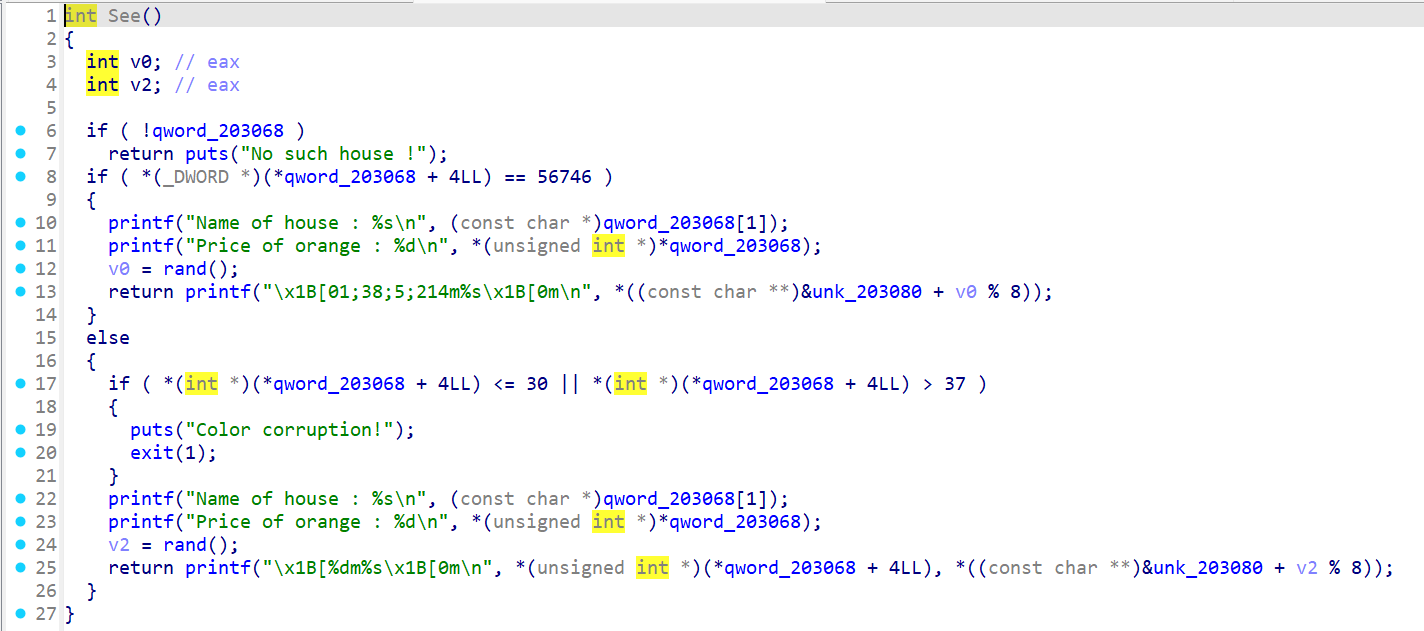 1 int See()
2 {
3 int v0; // eax
4 int v2; // eax
5
6 if ( !qword_203068 )
7 return puts("No such house !");
8 if ( *(_DWORD *)(*qword_203068 + 4LL) == 56746 )
9 {
10 printf("Name of house : %s\n", (const char *)qword_203068[1]);
11 printf("Price of orange : %d\n", *(unsigned int *)*qword_203068);
12 v0 = rand();
13 return printf("\x1B[01;38;5;214m%s\x1B[0m\n", *((const char **)&unk_203080 + v0 % 8));
14 }
15 else
16 {
17 if ( *(int *)(*qword_203068 + 4LL) <= 30 || *(int *)(*qword_203068 + 4LL) > 37 )
18 {
19 puts("Color corruption!");
20 exit(1);
21 }
22 printf("Name of house : %s\n", (const char *)qword_203068[1]);
23 printf("Price of orange : %d\n", *(unsigned int *)*qword_203068);
24 v2 = rand();
25 return printf("\x1B[%dm%s\x1B[0m\n", *(unsigned int *)(*qword_203068 + 4LL), *((const char **)&unk_203080 + v2 % 8));
26 }
27 }